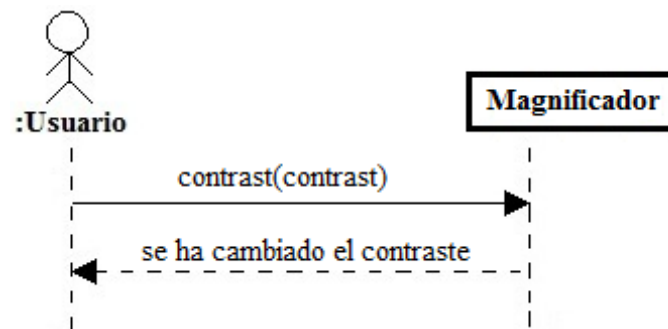 :Usuario
Magnificador
contrast(contrast)
se ha cambiado el contraste